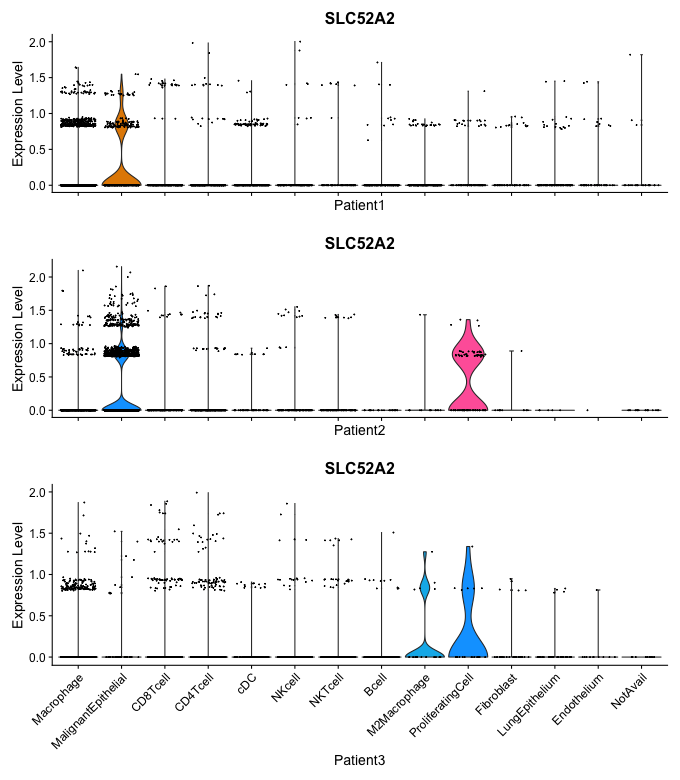 SLC52A2
Expression Level
2.0
1.5
1.0
0.5
0.0
Patient1
SLC52A2
Expression Level
2.0
1.5
1.0
0.5
0.0
Patient2
SLC52A2
Expression Level
2.0
1.5
1.0
0.5
0.0
Macrophage
MalignantEpithelial
CD8Tcell
CD4Tcell
cDC
NKcell
NKTcell
Bcell
M2Macrophage
ProliferatingCell
Fibroblast
LungEpithelium
Endothelium
NotAvail
Patient3